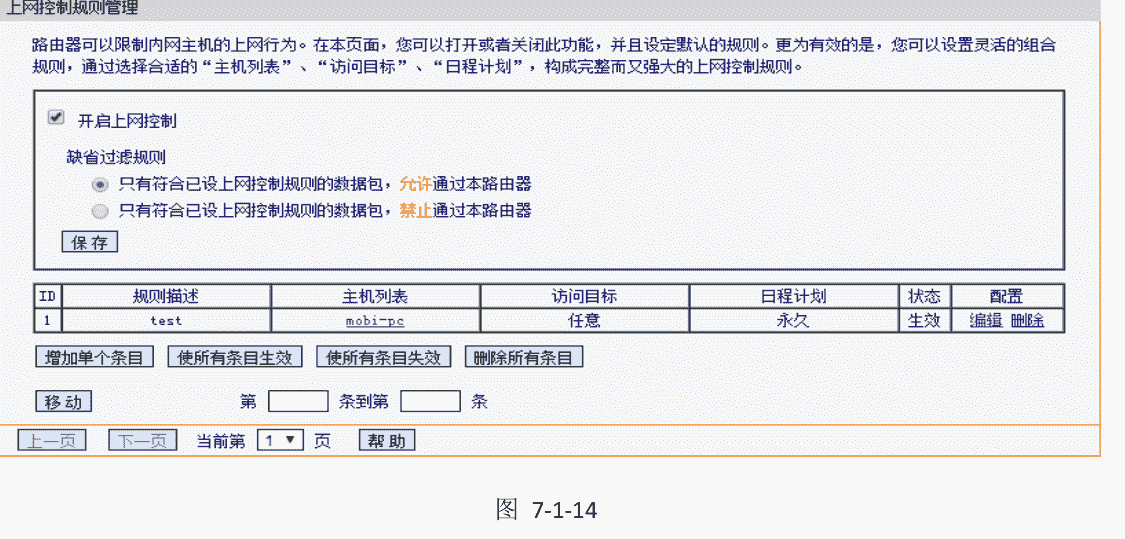 上网控制规则管理
路由器可以限制内网主机的上网行为。在本页面，您可以打开或者关闭此功能，并且设定默认的规则。更为有效的是，您可以设置灵活的组合
规则，通过选择合适的“主机列表”、“访问目标”、“日程计划”，构成完整而又强大的上网控制规则。
开启上网控制
缺省过滤规则
只有符合已设上网控制规则的数据包，允许通过本路由器
只有符合已设上网控制规则的数据包，禁止通过本路由器
保存
ID 规则描述 主机列表 访问目标 日程计划 状态 配置
1 test mobi-pc 任意 永久 生效 编辑 删除
增加单个条目 使所有条目生效 使所有条目失效 删除所有条目
移动 第 条到第 条
上一页 下一页 当前第 1 页 帮助
图 7-1-14